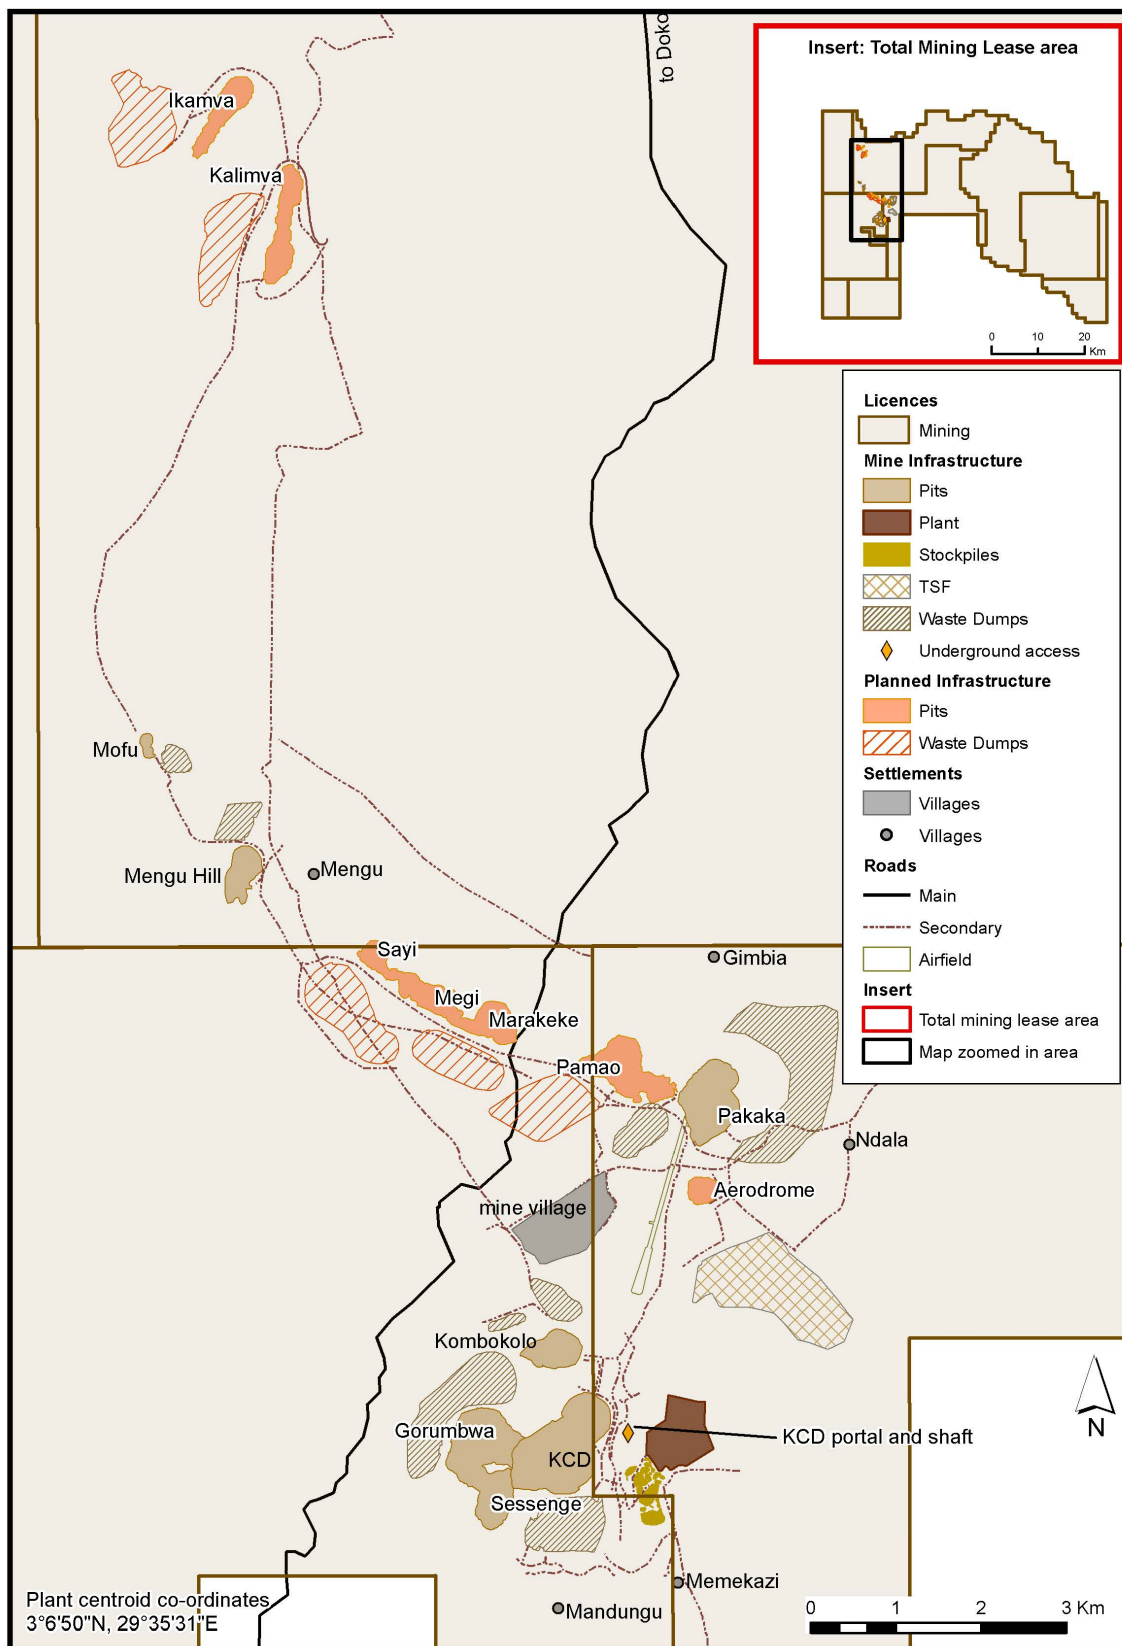 to Doko
Insert: Total Mining Lease area
0 10 20
Km
Ikamva
Kalimva
Licences
Mining
Mine Infrastructure
Pits
Plant
Stockpiles
TSF
Waste Dumps
Underground access
Planned Infrastructure
Pits
Waste Dumps
Settlements
Villages
Villages
Roads
Main
Secondary
Airfield
Insert
Total mining lease area
Map zoomed in area
Mofu
Mengu Hill
Mengu
Sayi
Gimbia
Megi
Marakeke
Pamao
Pakaka
Ndala
Aerodrome
mine village
Kombokolo
Gorumbwa
KCD
KCD portal and shaft
N
Sessenge
Memekazi
Mandungu
Plant centroid co-ordinates
3°6'50"N, 29°35'31"E
0 1 2 3 Km